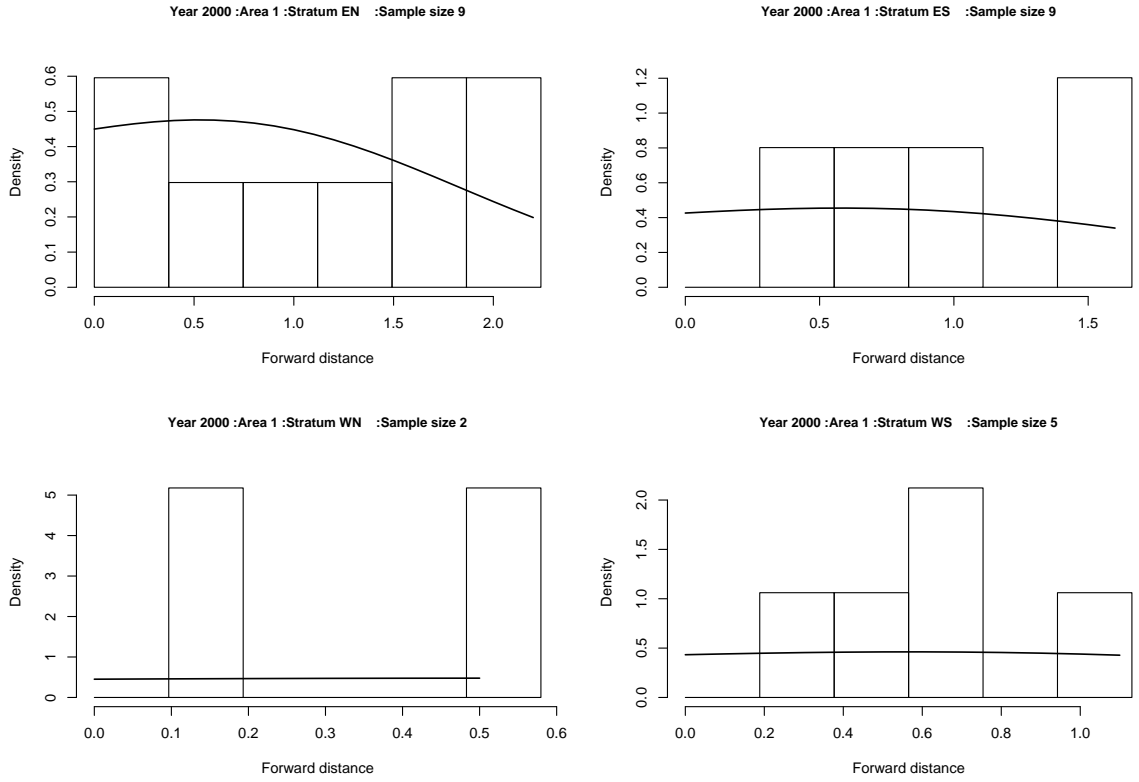 Year 2000 :Area 1 :Stratum EN :Sample size 9
Density
0.0 0.1 0.2 0.3 0.4 0.5 0.6
0.0 0.5 1.0 1.5 2.0
Forward distance
Year 2000 :Area 1 :Stratum ES :Sample size 9
Density
0.0 0.2 0.4 0.6 0.8 1.0 1.2
0.0 0.5 1.0 1.5
Forward distance
Year 2000 :Area 1 :Stratum WN :Sample size 2
Density
0 1 2 3 4 5
0.0 0.1 0.2 0.3 0.4 0.5 0.6
Forward distance
Year 2000 :Area 1 :Stratum WS :Sample size 5
Density
0.0 0.5 1.0 1.5 2.0
0.0 0.2 0.4 0.6 0.8 1.0
Forward distance